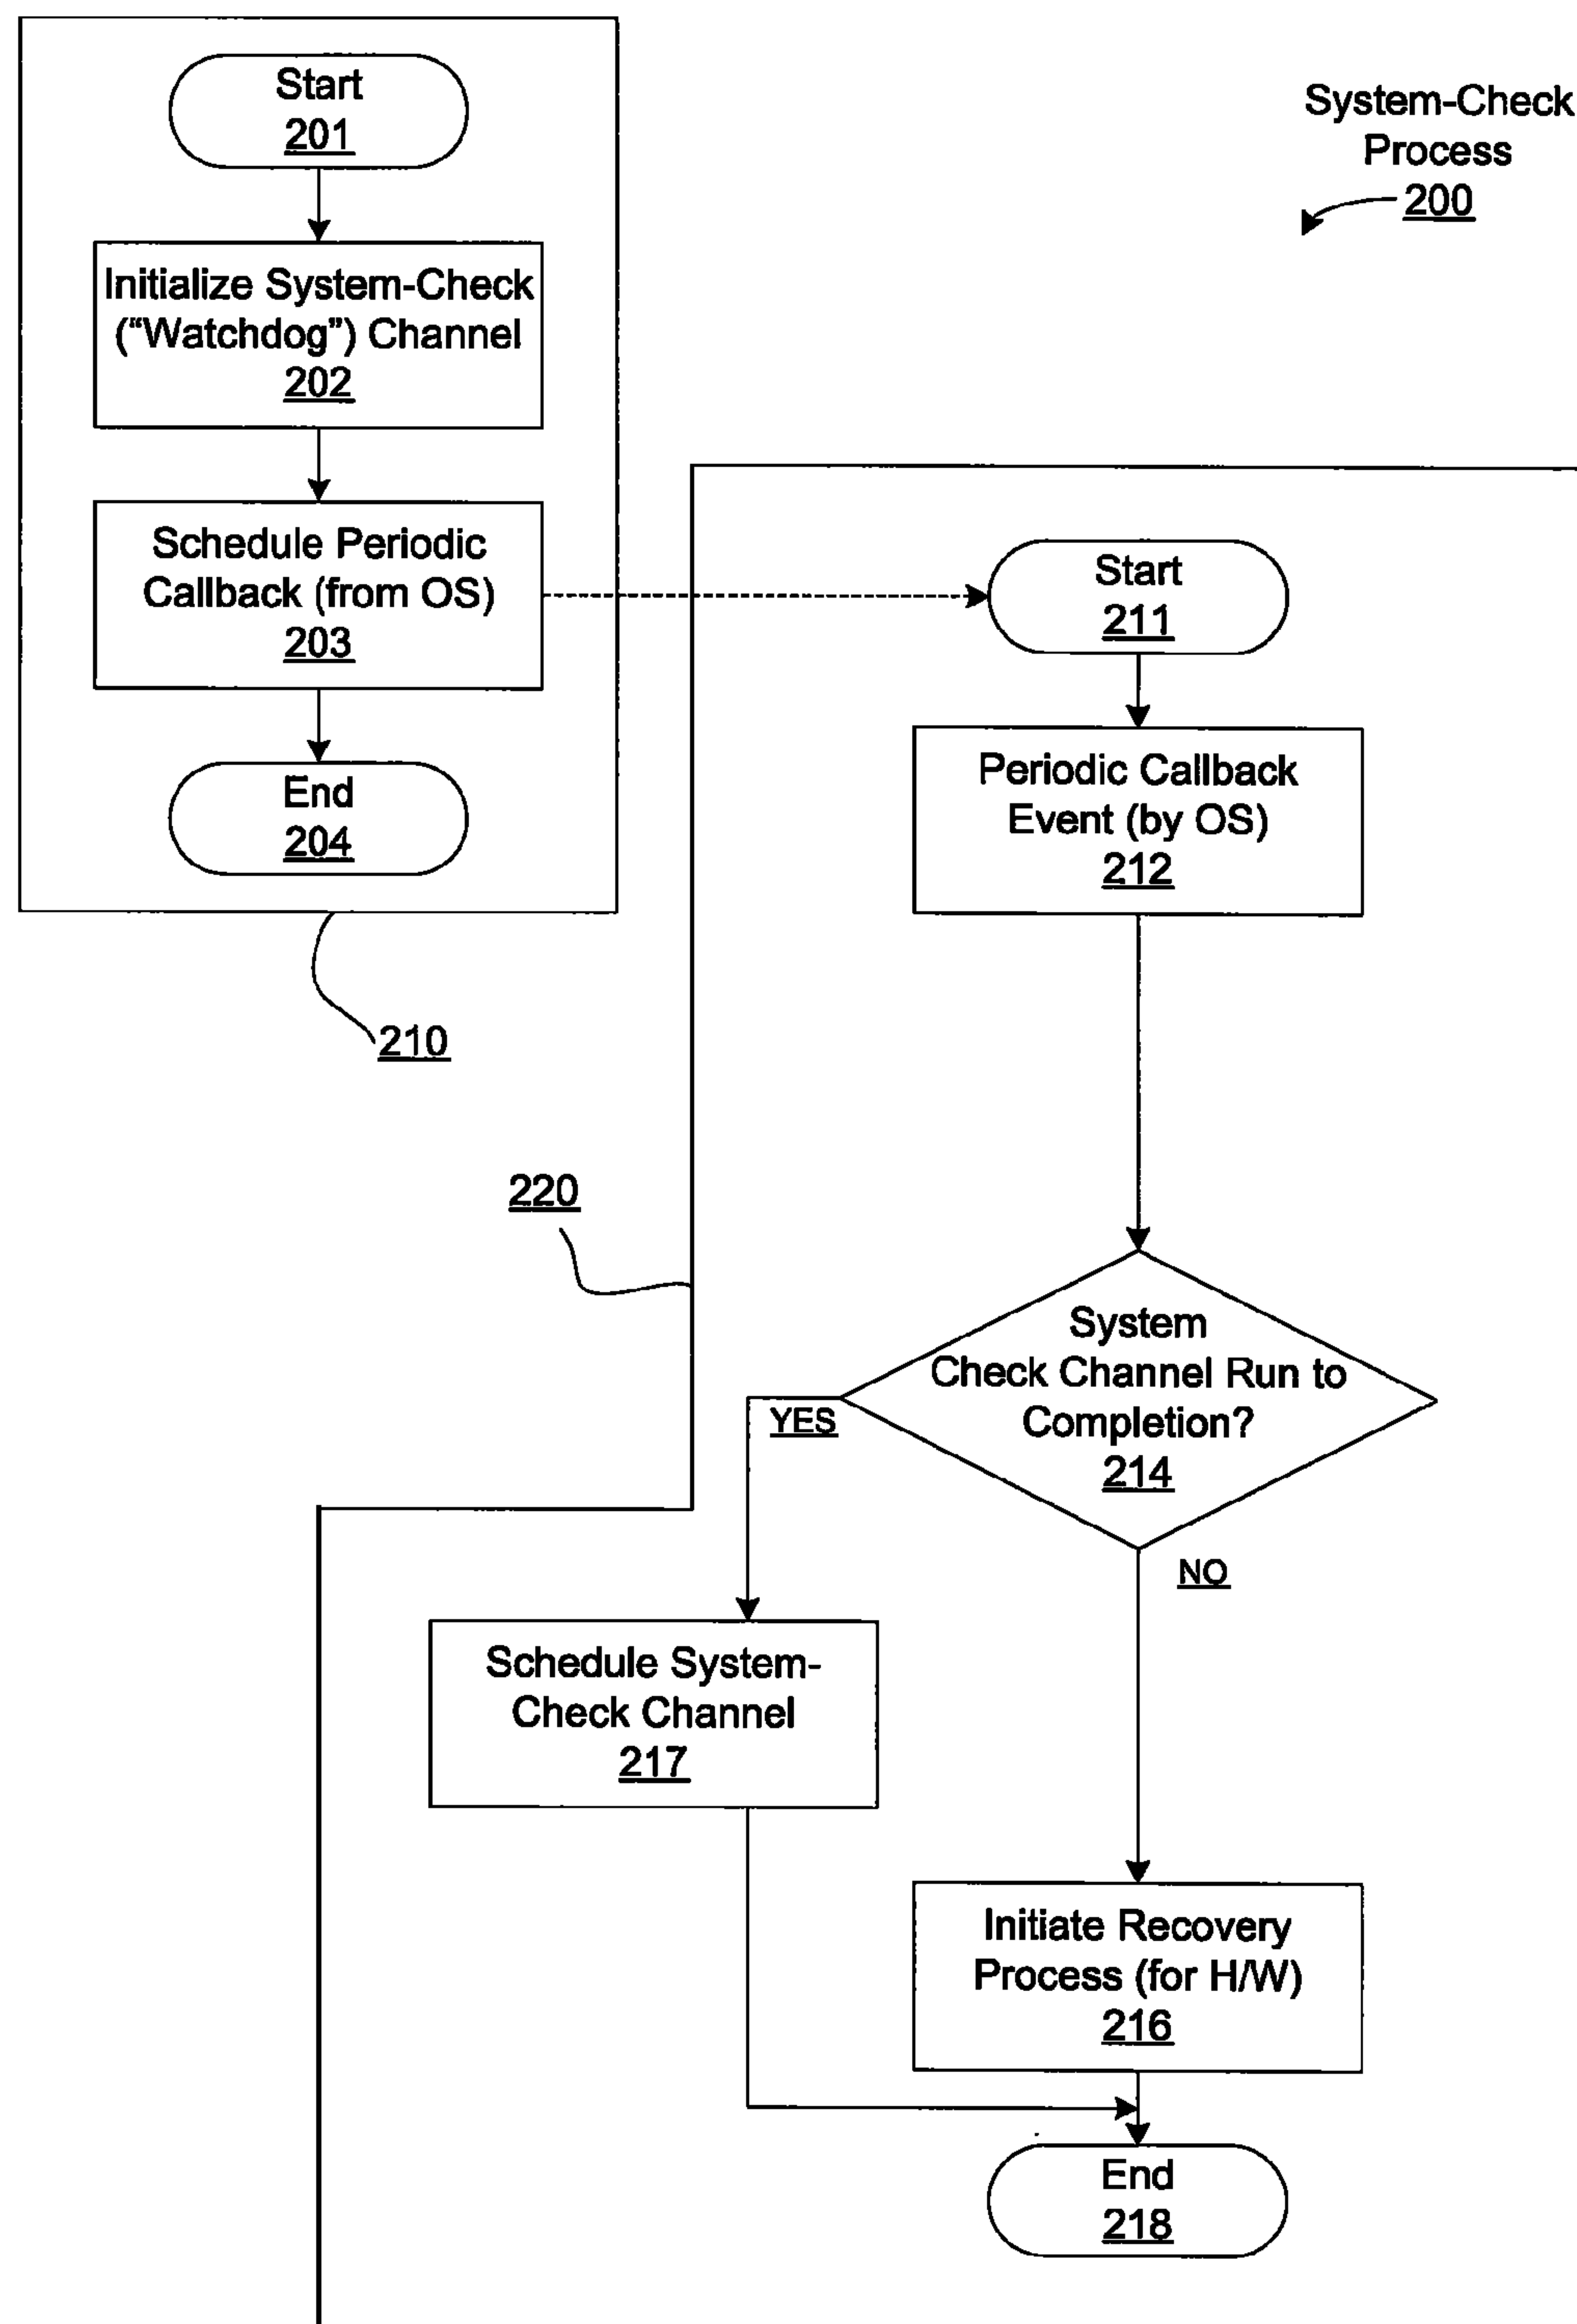 Start
201
Initialize System-Check
("Watchdog") Channel
202
Schedule Periodic
Callback (from OS)
203
End
204
210
System-Check
Process
200
Start
211
Periodic Callback
Event (by OS)
212
220
System
Check Channel Run to
Completion?
214
YES
NO
Schedule System-
Check Channel
217
Initiate Recovery
Process (for H/W)
216
End
218